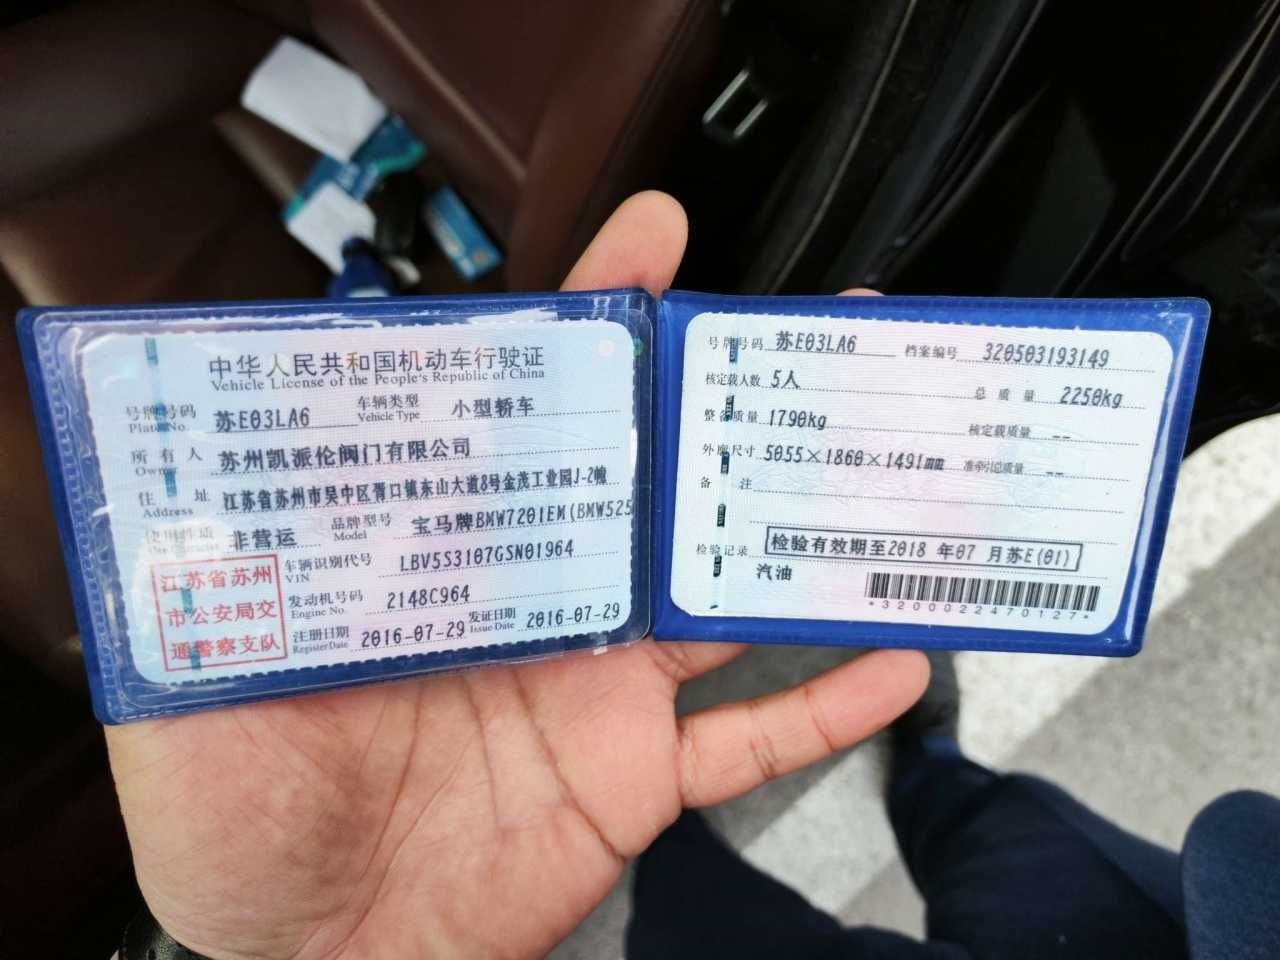 中华人民共和国机动车行驶证
Vehicle License of the People's Republic of China
号牌号码 苏E03LA6 车辆类型 小型轿车
Plate No. Vehicle Type
所有人 苏州凯派伦阀门有限公司
Owner
住址 江苏省苏州市吴中区胥口镇东山大道8号金茂工业园J-2幢
Address
使用性质 非营运 品牌型号 宝马牌BMW7201EM(BMW525
Use Character Model
江苏省苏州
市公安局交
通警察支队
车辆识别代号 LBV5S3107GSN01964
VIN
发动机号码 2148C964
Engine No.
注册日期 2016-07-29 发证日期 2016-07-29
Register Date Issue Date
号牌号码 苏E03LA6 档案编号 320503193149
核定载人数 5人 总质量 2250kg
整备质量 1790kg 核定载质量 --
外廓尺寸 5055×1860×1491mm 准牵引总质量 --
备注
检验记录 检验有效期至2018 年07 月苏E(01)
汽油
*3200022470127*